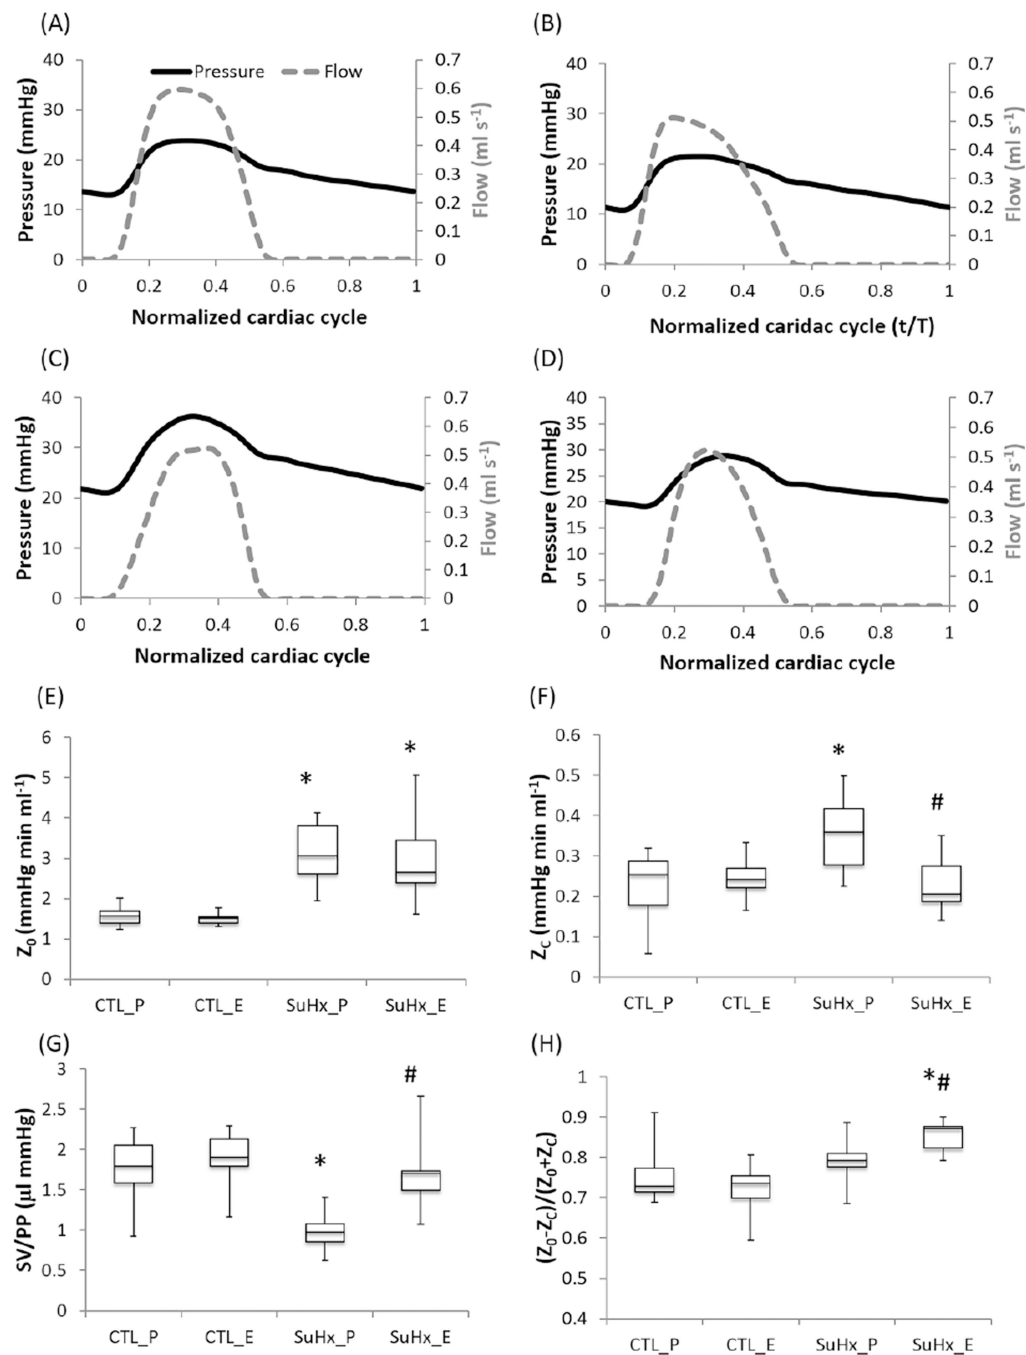 (A)
Pressure (mmHg)
40
30
20
10
0
Pressure Flow
0.7
0.6
0.5
0.4
0.3
0.2
0.1
0
Flow (ml s⁻¹)
0 0.2 0.4 0.6 0.8 1
Normalized cardiac cycle
(B)
Pressure (mmHg)
40
30
20
10
0
0.7
0.6
0.5
0.4
0.3
0.2
0.1
0
Flow (ml s⁻¹)
0 0.2 0.4 0.6 0.8 1
Normalized caridac cycle (t/T)
(C)
Pressure (mmHg)
40
30
20
10
0
0.7
0.6
0.5
0.4
0.3
0.2
0.1
0
Flow (ml s⁻¹)
0 0.2 0.4 0.6 0.8 1
Normalized cardiac cycle
(D)
Pressure (mmHg)
40
35
30
25
20
15
10
5
0
0.7
0.6
0.5
0.4
0.3
0.2
0.1
0
Flow (ml s⁻¹)
0 0.2 0.4 0.6 0.8 1
Normalized cardiac cycle
(E)
Z₀ (mmHg min ml⁻¹)
6
5
4
3
2
1
0
*
*
CTL_P CTL_E SuHx_P SuHx_E
(F)
Z_C (mmHg min ml⁻¹)
0.6
0.5
0.4
0.3
0.2
0.1
0
*
#
CTL_P CTL_E SuHx_P SuHx_E
(G)
SV/PP (µl mmHg)
3
2.5
2
1.5
1
0.5
0
*
#
CTL_P CTL_E SuHx_P SuHx_E
(H)
(Z₀-Z_C)/(Z₀+Z_C)
1
0.9
0.8
0.7
0.6
0.5
0.4
*#
CTL_P CTL_E SuHx_P SuHx_E